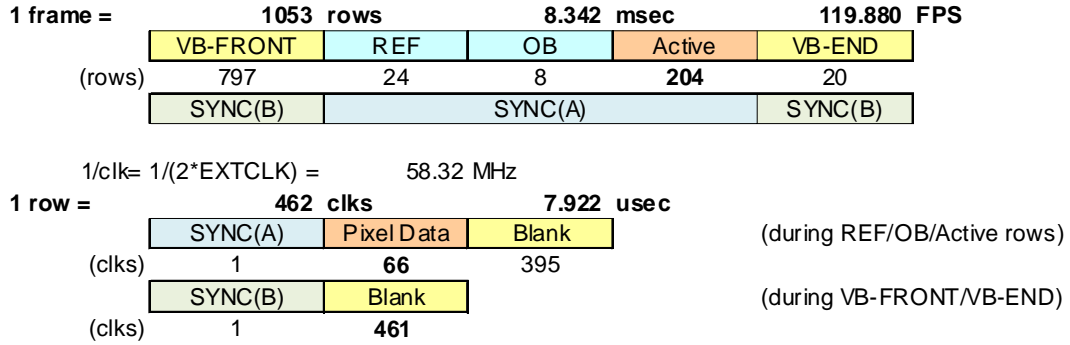 1 frame = 1053 rows 8.342 msec 119.880 FPS
VB-FRONT REF OB Active VB-END
(rows) 797 24 8 204 20
SYNC(B) SYNC(A) SYNC(B)
1/clk= 1/(2*EXTCLK) = 58.32 MHz
1 row = 462 clks 7.922 usec
SYNC(A) Pixel Data Blank (during REF/OB/Active rows)
(clks) 1 66 395
SYNC(B) Blank (during VB-FRONT/VB-END)
(clks) 1 461